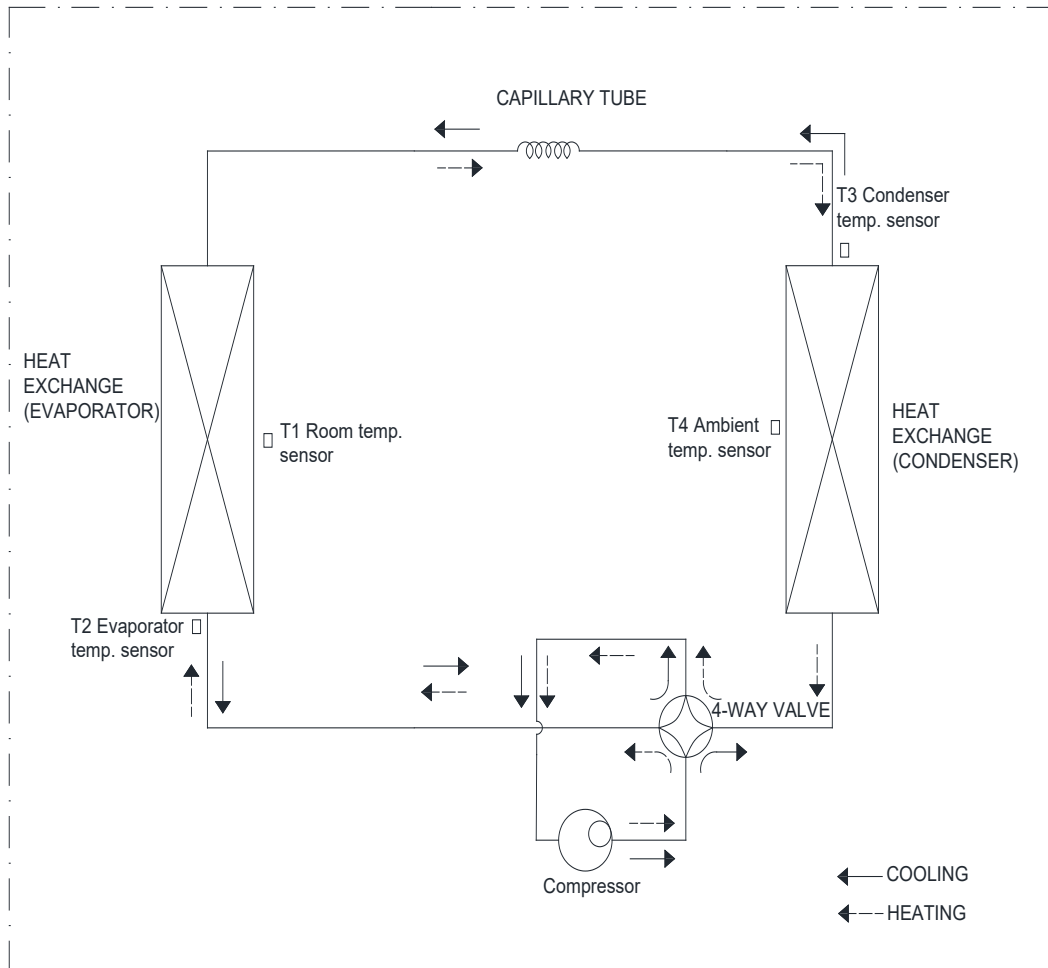 CAPILLARY TUBE
T3 Condenser
temp. sensor
HEAT
EXCHANGE
(EVAPORATOR)
T1 Room temp.
sensor
T4 Ambient
temp. sensor
HEAT
EXCHANGE
(CONDENSER)
T2 Evaporator
temp. sensor
4-WAY VALVE
Compressor
COOLING
HEATING